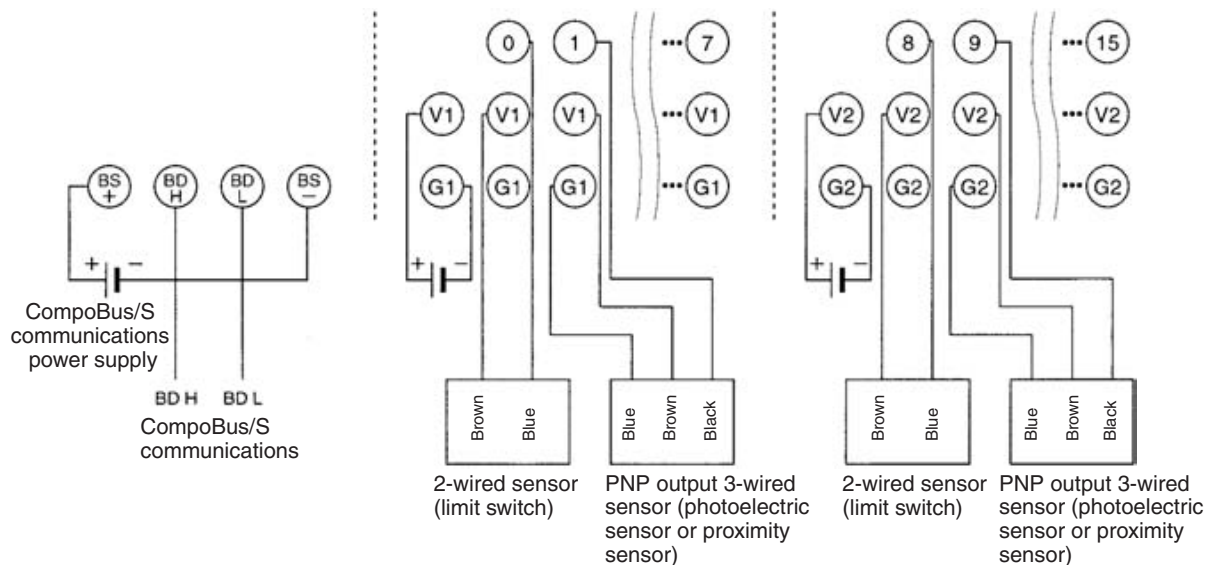 0 1 ••• 7
V1 V1 V1 ••• V1
G1 G1 G1 ••• G1
8 9 ••• 15
V2 V2 V2 ••• V2
G2 G2 G2 ••• G2
BS
+
BD
H
BD
L
BS
−
+ −
CompoBus/S
communications
power supply
BD H BD L
CompoBus/S
communications
+ −
Brown
Blue
2-wired sensor
(limit switch)
Blue
Brown
Black
PNP output 3-wired
sensor (photoelectric
sensor or proximity
sensor)
+ −
Brown
Blue
2-wired sensor
(limit switch)
Blue
Brown
Black
PNP output 3-wired
sensor (photoelectric
sensor or proximity
sensor)